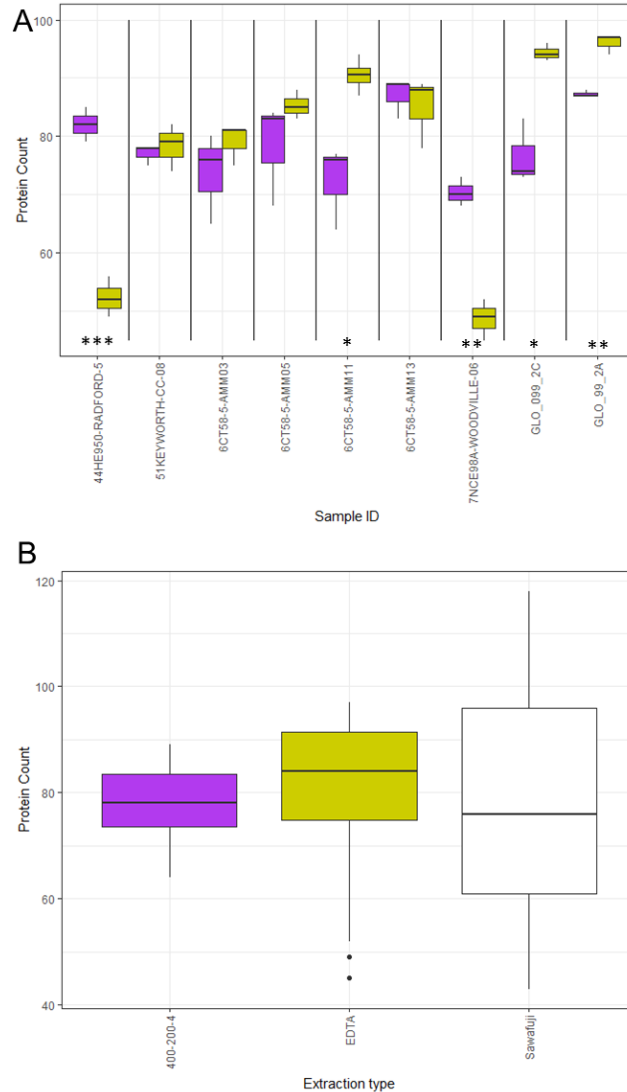 A
100
80
60
Protein Count
*** * ** * **
44HE950-RADFORD-5
51KEYWORTH-CC-08
6CT58-5-AMM03
6CT58-5-AMM05
6CT58-5-AMM11
6CT58-5-AMM13
7NCE98A-WOODVILLE-06
GLO_099_2C
GLO_99_2A
Sample ID
B
120
100
80
60
40
Protein Count
400-200-4
EDTA
Sawafuji
Extraction type